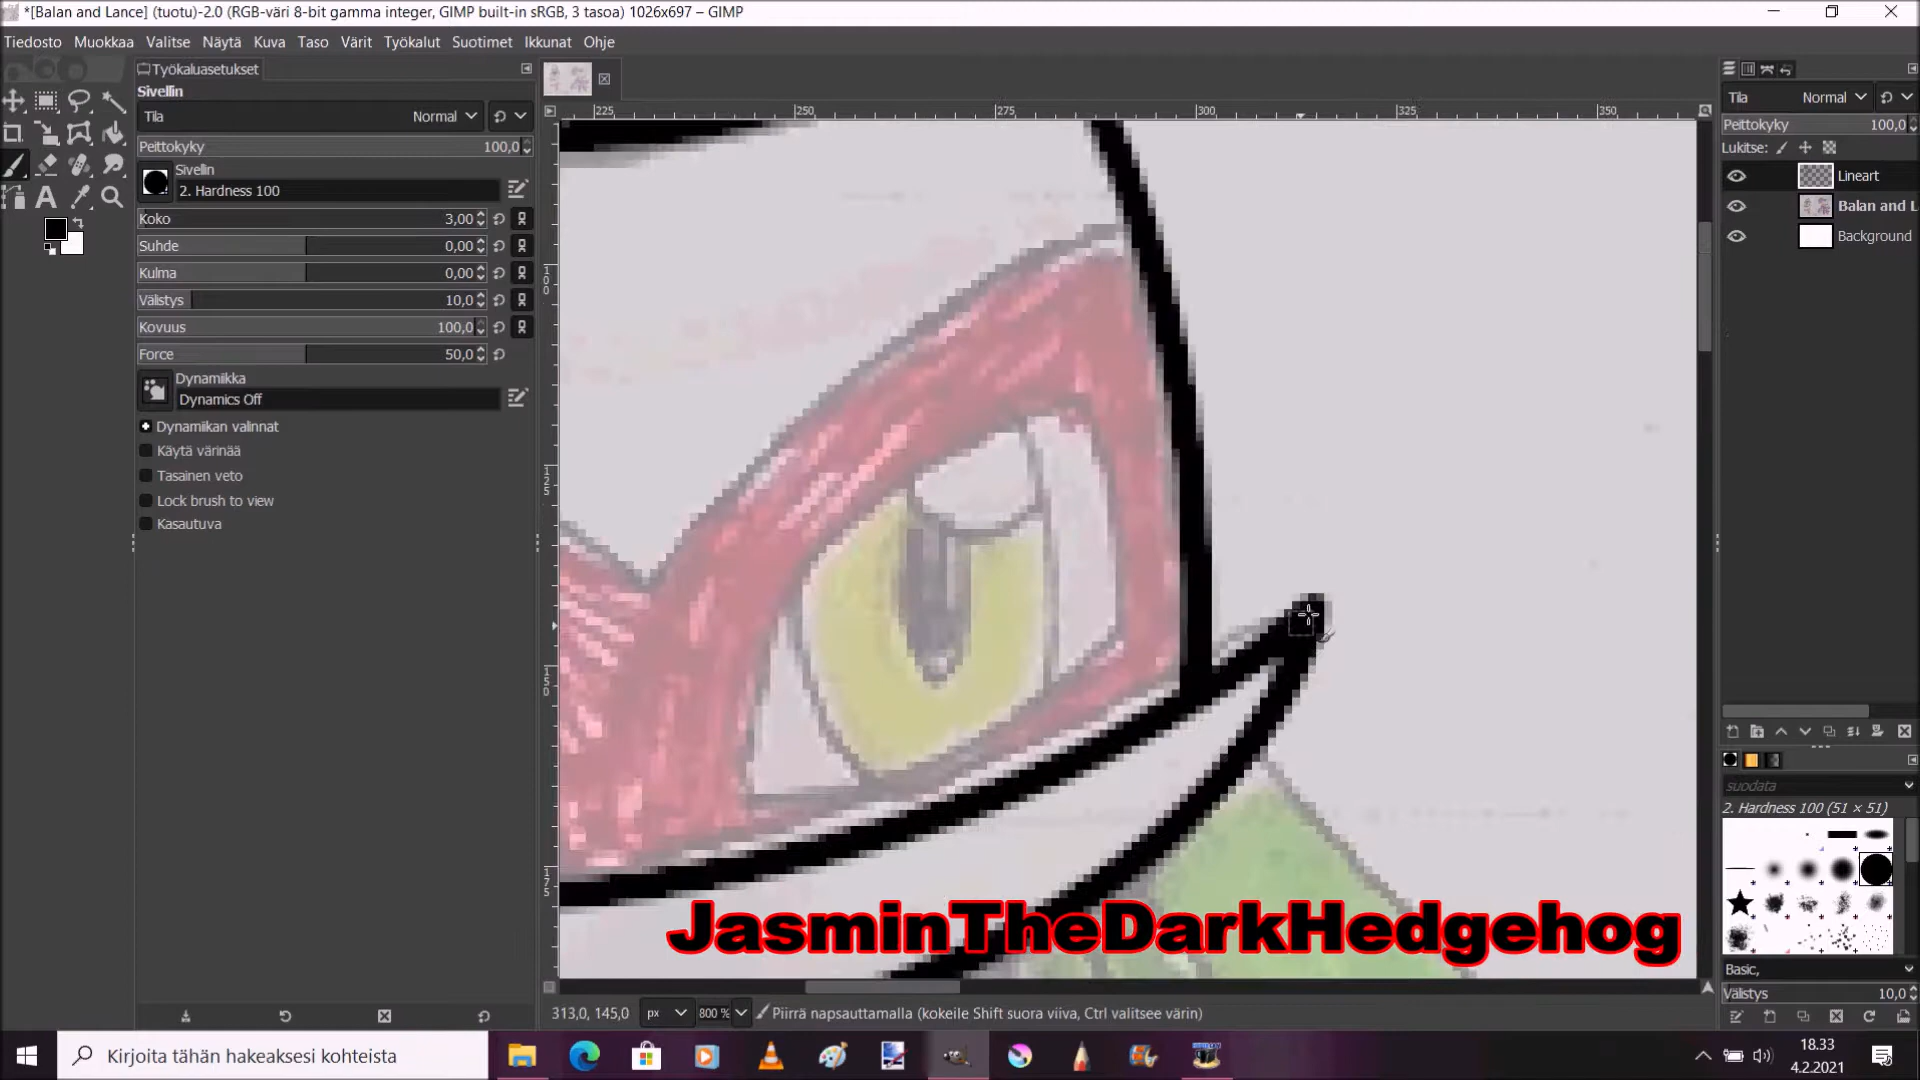 *[Balan and Lance] (tuotu)-2.0 (RGB-väri 8-bit gamma integer, GIMP built-in sRGB, 3 tasoa) 1026x697 – GIMP
Tiedosto Muokkaa Valitse Näytä Kuva Taso Värit Työkalut Suotimet Ikkunat Ohje
Työkaluasetukset
Sivellin
Tila Normal
Peittokyky 100,0
Sivellin
2. Hardness 100
Koko 3,00
Suhde 0,00
Kulma 0,00
Välistys 10,0
Kovuus 100,0
Force 50,0
Dynamiikka
Dynamics Off
Dynamiikan valinnat
Käytä värinää
Tasainen veto
Lock brush to view
Kasautuva
225 250 275 300 325 350
100
125
150
175
JasminTheDarkHedgehog
313,0, 145,0 px 800 % Piirrä napsauttamalla (kokeile Shift suora viiva, Ctrl valitsee värin)
Tila Normal
Peittokyky 100,0
Lukitse:
Lineart
Balan and L
Background
suodata
2. Hardness 100 (51 × 51)
Basic,
Välistys 10,0
Kirjoita tähän hakeaksesi kohteista
18.33
4.2.2021